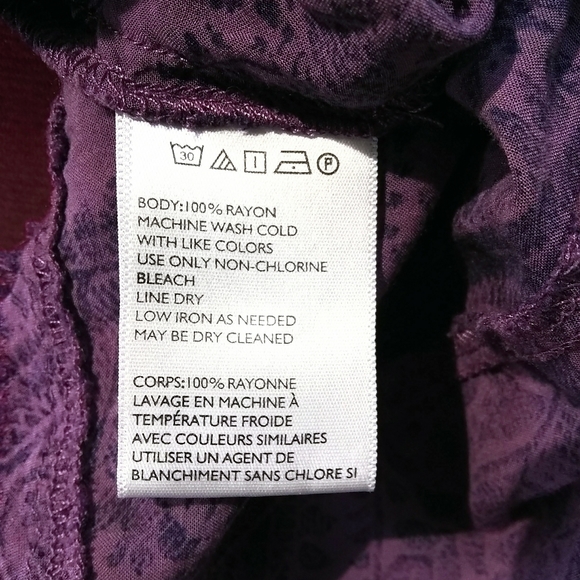 30 P
BODY:100% RAYON
MACHINE WASH COLD
WITH LIKE COLORS
USE ONLY NON-CHLORINE
BLEACH
LINE DRY
LOW IRON AS NEEDED
MAY BE DRY CLEANED
CORPS:100% RAYONNE
LAVAGE EN MACHINE À
TEMPÉRATURE FROIDE
AVEC COULEURS SIMILAIRES
UTILISER UN AGENT DE
BLANCHIMENT SANS CHLORE SI